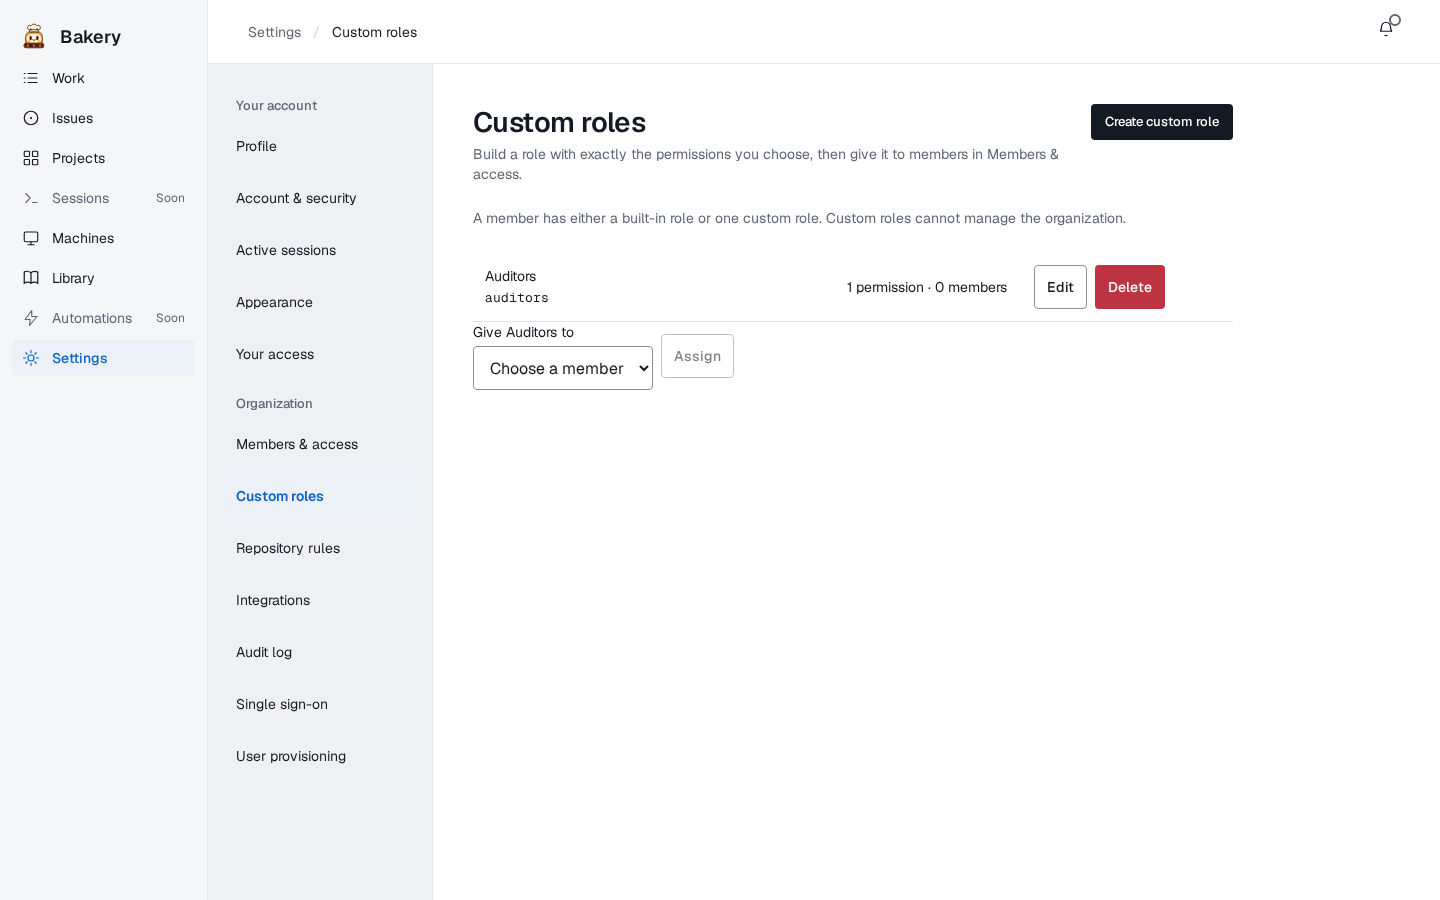 Bakery
Work
Issues
Projects
Sessions Soon
Machines
Library
Automations Soon
Settings
Settings / Custom roles
Your account
Profile
Account & security
Active sessions
Appearance
Your access
Organization
Members & access
Custom roles
Repository rules
Integrations
Audit log
Single sign-on
User provisioning
Custom roles
Create custom role
Build a role with exactly the permissions you choose, then give it to members in Members &
access.
A member has either a built-in role or one custom role. Custom roles cannot manage the organization.
Auditors
auditors
1 permission · 0 members
Edit
Delete
Give Auditors to
Choose a member
Assign